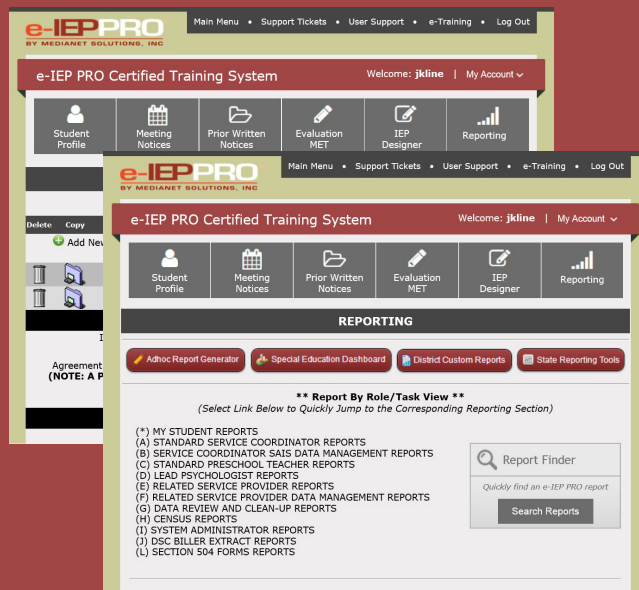 e-IEPPRO
BY MEDIANET SOLUTIONS, INC
Main Menu • Support Tickets • User Support • e-Training • Log Out
e-IEP PRO Certified Training System
Welcome: jkline | My Account
Student Profile
Meeting Notices
Prior Written Notices
Evaluation MET
IEP Designer
Reporting
Delete Copy
Add New
Agreement
(NOTE: A P
e-IEPPRO
BY MEDIANET SOLUTIONS, INC
Main Menu • Support Tickets • User Support • e-Training • Log Out
e-IEP PRO Certified Training System
Welcome: jkline | My Account
Student Profile
Meeting Notices
Prior Written Notices
Evaluation MET
IEP Designer
Reporting
REPORTING
Adhoc Report Generator
Special Education Dashboard
District Custom Reports
State Reporting Tools
** Report By Role/Task View **
(Select Link Below to Quickly Jump to the Corresponding Reporting Section)
(*) MY STUDENT REPORTS
(A) STANDARD SERVICE COORDINATOR REPORTS
(B) SERVICE COORDINATOR SAIS DATA MANAGEMENT REPORTS
(C) STANDARD PRESCHOOL TEACHER REPORTS
(D) LEAD PSYCHOLOGIST REPORTS
(E) RELATED SERVICE PROVIDER REPORTS
(F) RELATED SERVICE PROVIDER DATA MANAGEMENT REPORTS
(G) DATA REVIEW AND CLEAN-UP REPORTS
(H) CENSUS REPORTS
(I) SYSTEM ADMINISTRATOR REPORTS
(J) DSC BILLER EXTRACT REPORTS
(L) SECTION 504 FORMS REPORTS
Report Finder
Quickly find an e-IEP PRO report
Search Reports